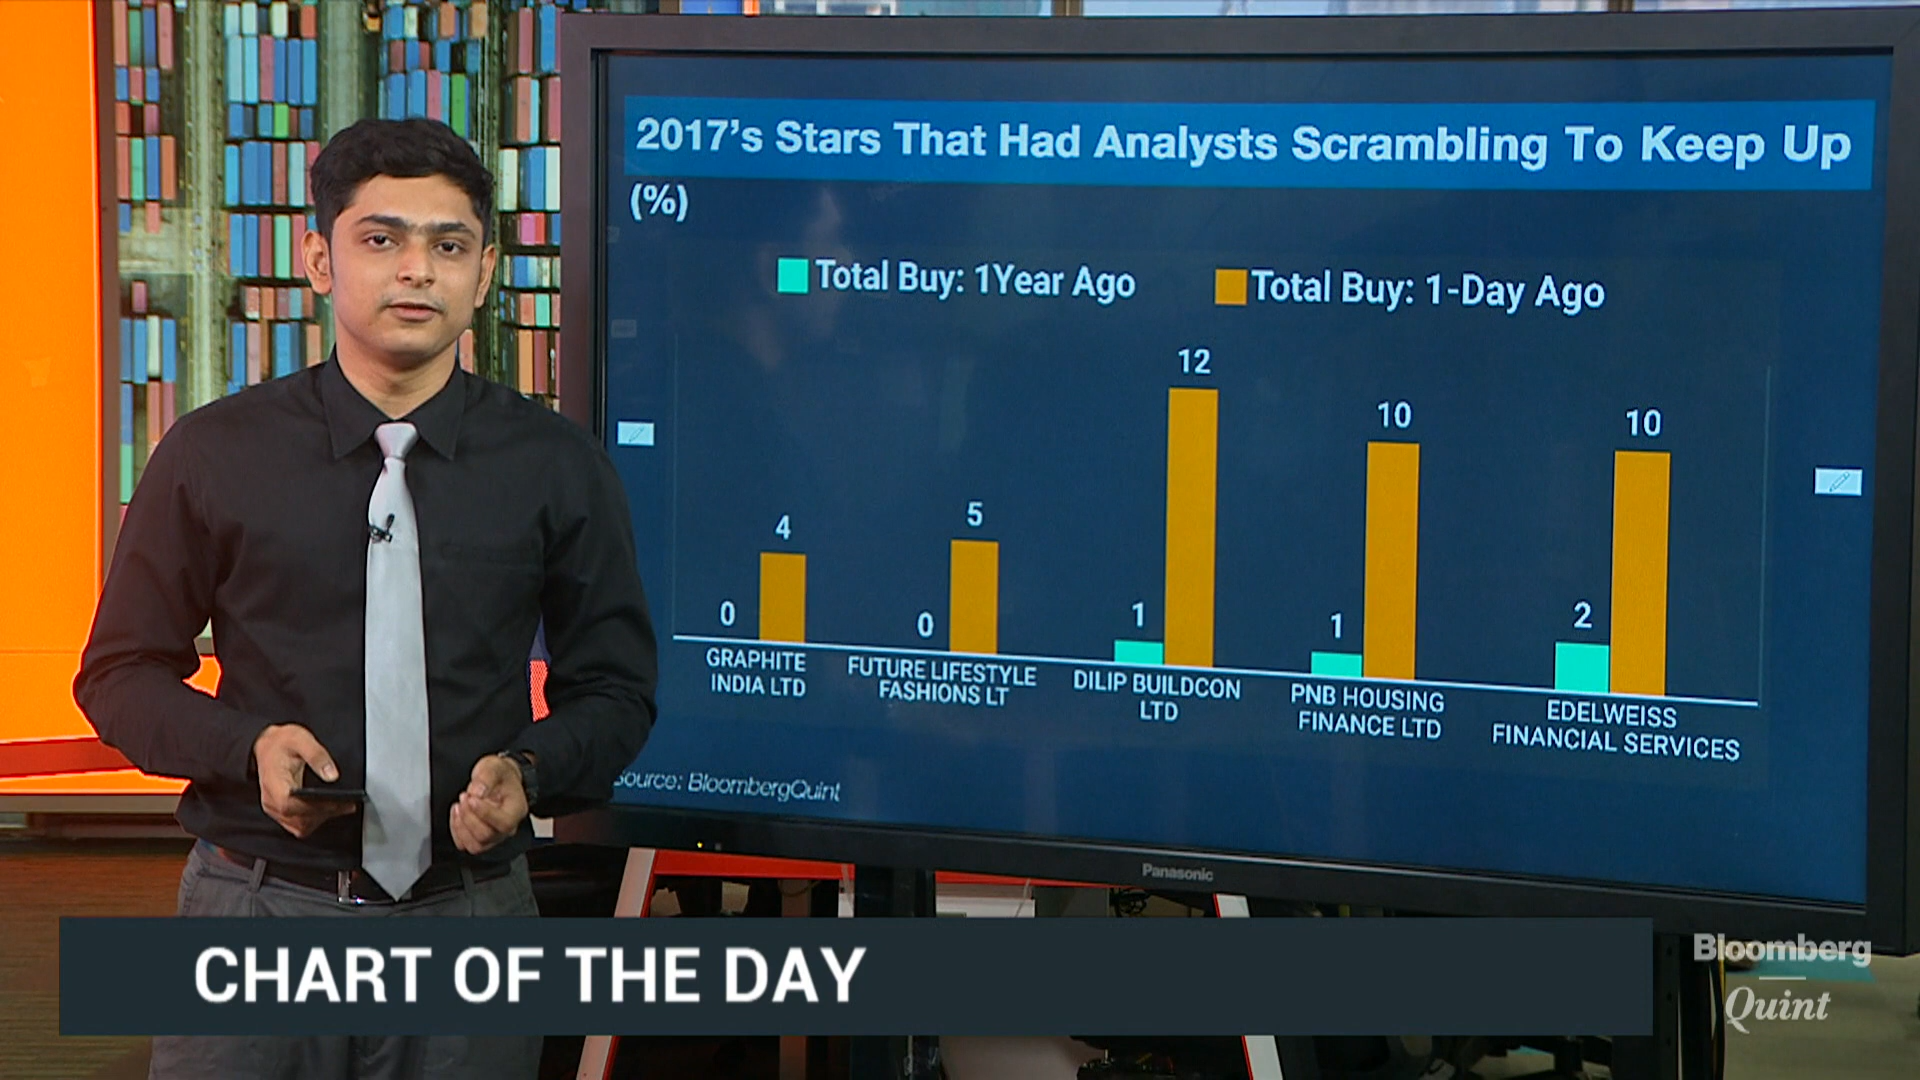 2017’s Stars That Had Analysts Scrambling To Keep Up
(%)
Total Buy: 1Year Ago
Total Buy: 1-Day Ago
12
10
10
4
5
0
0
1
1
2
GRAPHITE
INDIA LTD
FUTURE LIFESTYLE
FASHIONS LT
DILIP BUILDCON
LTD
PNB HOUSING
FINANCE LTD
EDELWEISS
FINANCIAL SERVICES
Source: BloombergQuint
Panasonic
CHART OF THE DAY
Bloomberg
Quint